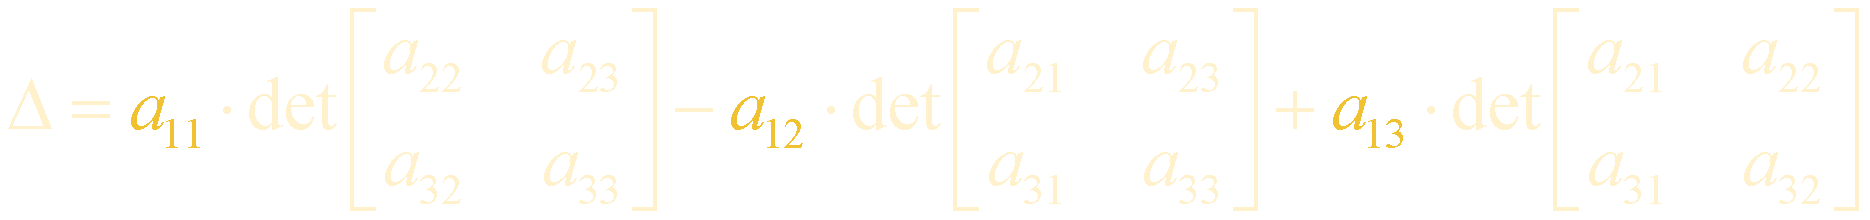 Δ = a₁₁ · det [ a₂₂ a₂₃ ; a₃₂ a₃₃ ] − a₁₂ · det [ a₂₁ a₂₃ ; a₃₁ a₃₃ ] + a₁₃ · det [ a₂₁ a₂₂ ; a₃₁ a₃₂ ]